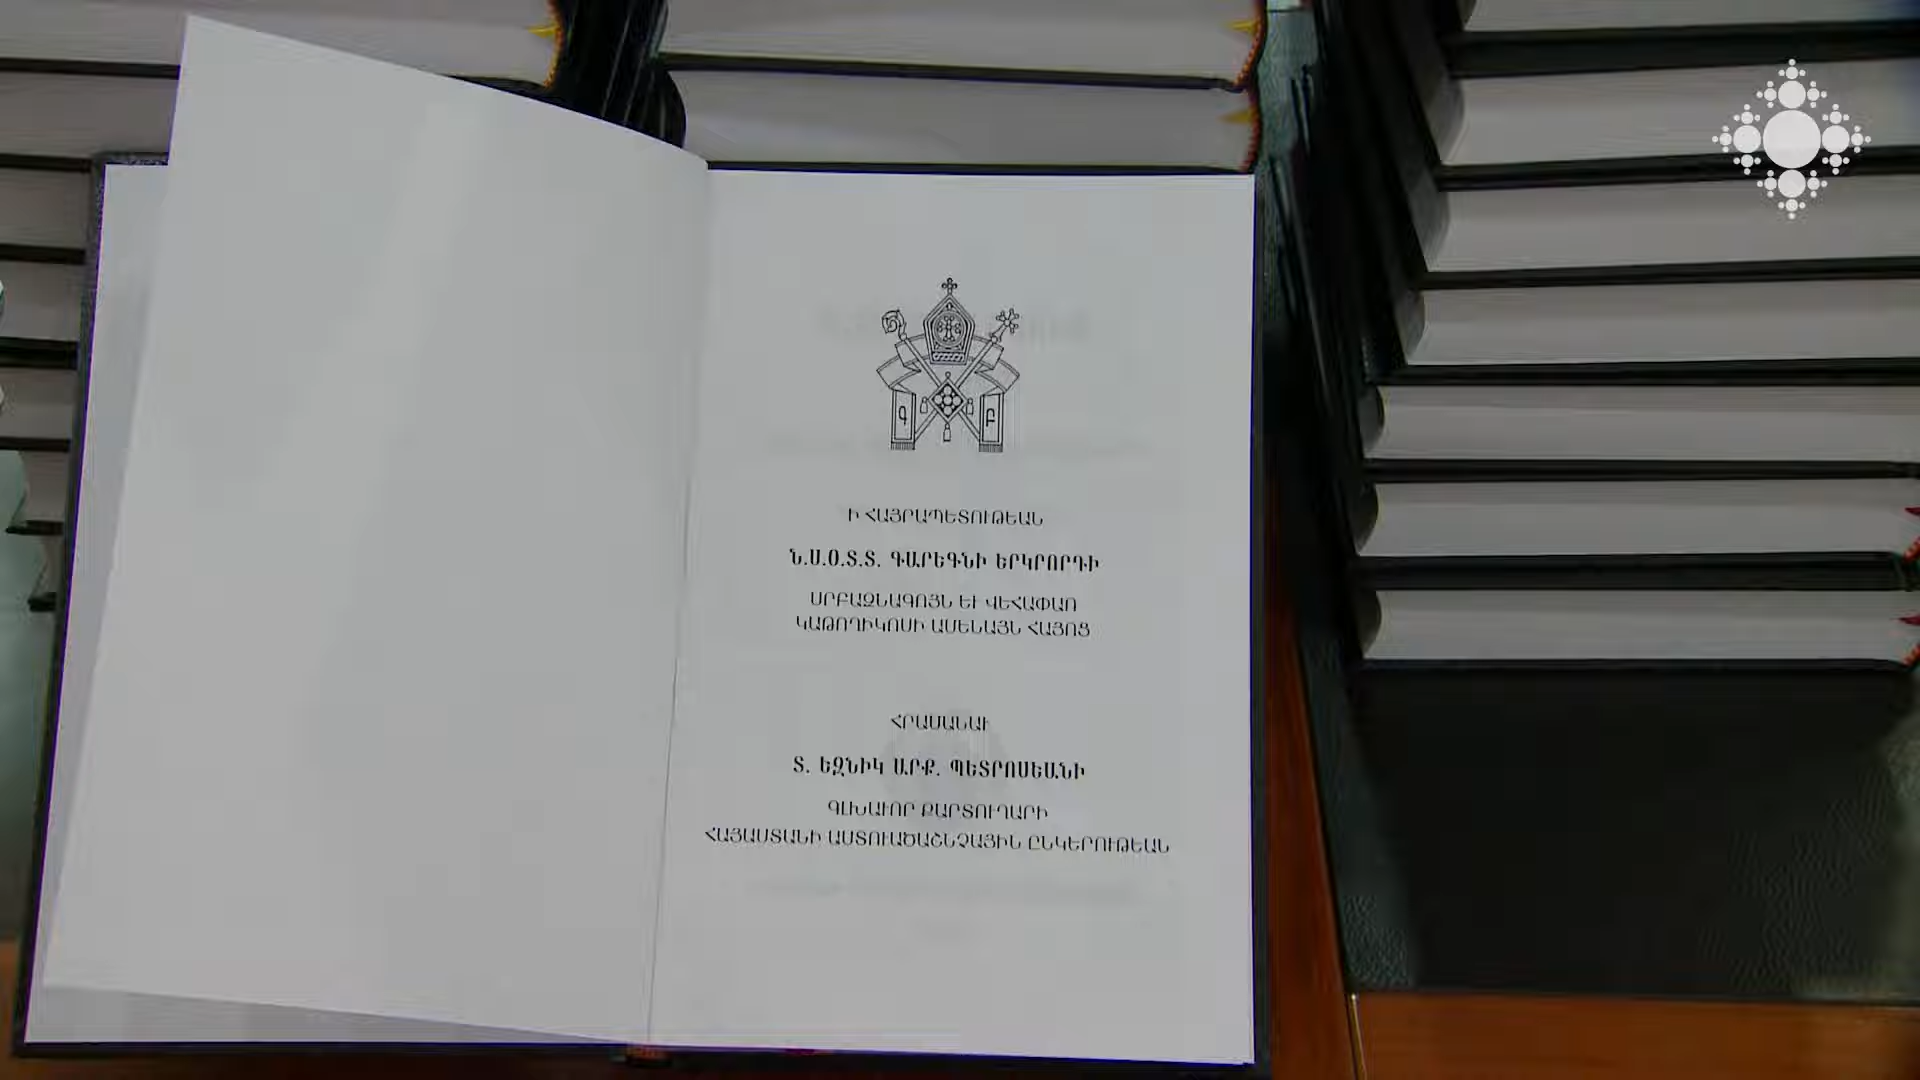 Գ Բ
Ի ՀԱՅՐԱՊԵՏՈՒԹԵԱՆ
Ն.Ս.Օ.Տ.Տ. ԳԱՐԵԳՆԻ ԵՐԿՐՈՐԴԻ
ՍՐԲԱԶՆԱԳՈՅՆ ԵՒ ՎԵՀԱՓԱՌ
ԿԱԹՈՂԻԿՈՍԻ ԱՄԵՆԱՅՆ ՀԱՅՈՑ
ՀՐԱՄԱՆԱՒ
Տ. ԵԶՆԻԿ ԱՐՔ. ՊԵՏՐՈՍԵԱՆԻ
ԳԼԽԱՒՈՐ ՔԱՐՏՈՒՂԱՐԻ
ՀԱՅԱՍՏԱՆԻ ԱՍՏՈՒԱԾԱՇՆՉԱՅԻՆ ԸՆԿԵՐՈՒԹԵԱՆ